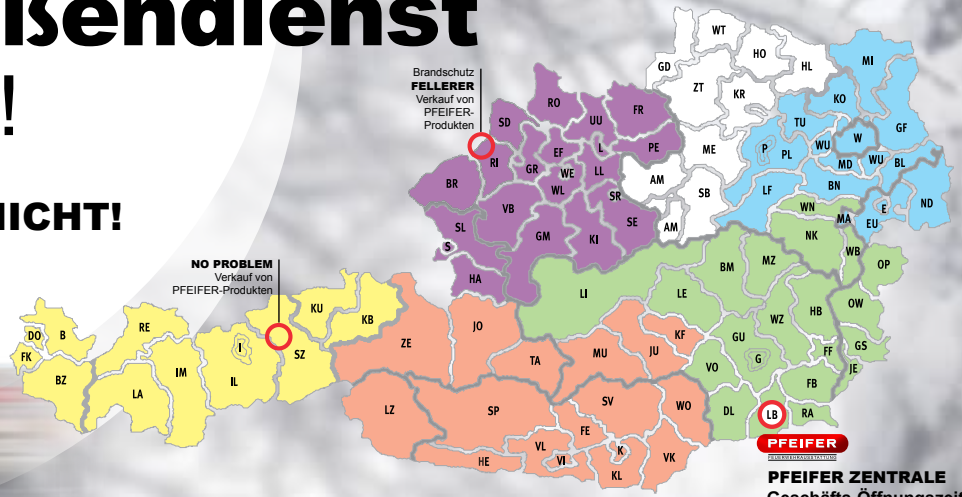 ßendienst
!
NICHT!
Brandschutz
FELLERER
Verkauf von
PFEIFER-
Produkten
NO PROBLEM
Verkauf von
PFEIFER-Produkten
WT
HO
GD
HL
MI
ZT
KR
KO
RO
FR
SD
UU
TU
GF
W
PE
ME
P
PL
WU
MD
WU
BL
EF
L
RI
GR
WE
LL
AM
BR
WL
SR
SB
LF
BN
E
ND
VB
WN
MA
EU
SL
SE
AM
GM
KI
NK
S
WB
OP
HA
BM
MZ
LI
LE
KU
KB
OW
HB
WZ
DO
B
RE
JO
ZE
KF
GU
FK
I
SZ
MU
JU
G
FF
GS
TA
VO
JE
BZ
IM
IL
LA
FB
SV
WO
LZ
SP
DL
LB
RA
FE
VL
K
HE
VI
VK
KL
PFEIFER
PFEIFER ZENTRALE